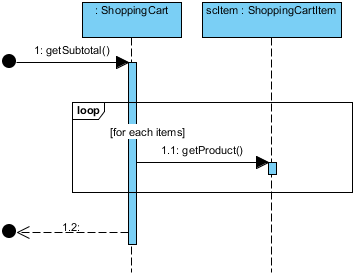 : ShoppingCart
scItem : ShoppingCartItem
1: getSubtotal()
loop
[for each items]
1.1: getProduct()
1.2: